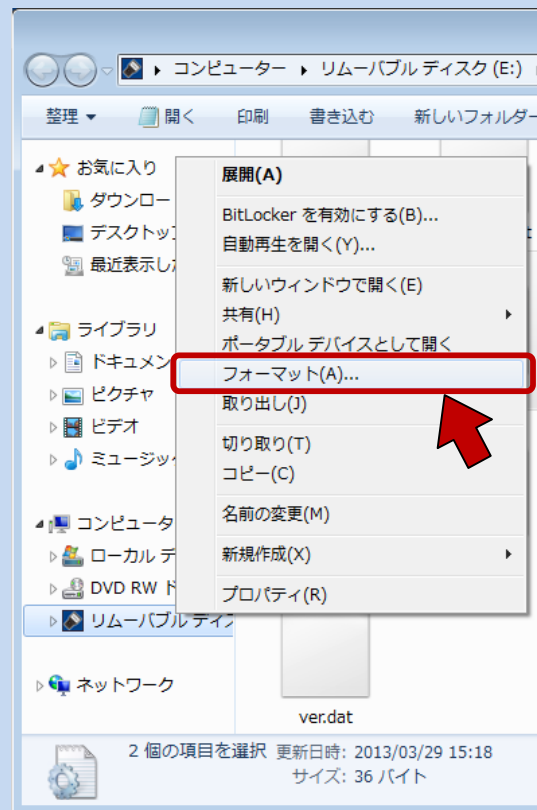 コンピューター ▸ リムーバブル ディスク (E:)
整理 開く 印刷 書き込む 新しいフォルダー
お気に入り
ダウンロー
デスクトッ
最近表示し
ライブラリ
ドキュメン
ピクチャ
ビデオ
ミュージッ
コンピュータ
ローカル デ
DVD RW ド
リムーバブル ディス
ネットワーク
展開(A)
BitLocker を有効にする(B)...
自動再生を開く(Y)...
新しいウィンドウで開く(E)
共有(H)
ポータブル デバイスとして開く
フォーマット(A)...
取り出し(J)
切り取り(T)
コピー(C)
名前の変更(M)
新規作成(X)
プロパティ(R)
t
ver.dat
2 個の項目を選択 更新日時: 2013/03/29 15:18
サイズ: 36 バイト